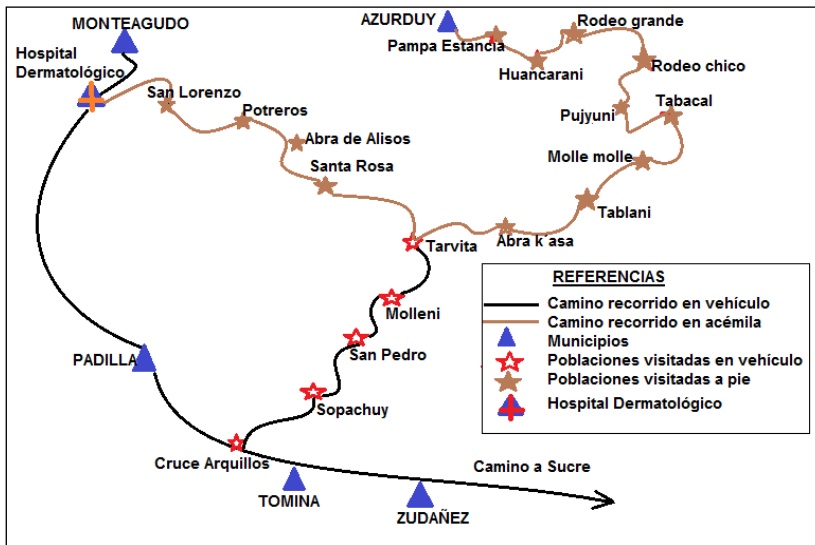 MONTEAGUDO
AZURDUY
Rodeo grande
Pampa Estancia
Hospital
Dermatológico
Huancarani
Rodeo chico
San Lorenzo
Potreros
Pujyuni
Tabacal
Abra de Alisos
Santa Rosa
Molle molle
Tablani
Tarvita
Abra k´asa
Molleni
San Pedro
PADILLA
Sopachuy
Cruce Arquillos
TOMINA
ZUDAÑEZ
Camino a Sucre
REFERENCIAS
Camino recorrido en vehículo
Camino recorrido en acémila
Municipios
Poblaciones visitadas en vehículo
Poblaciones visitadas a pie
Hospital Dermatológico